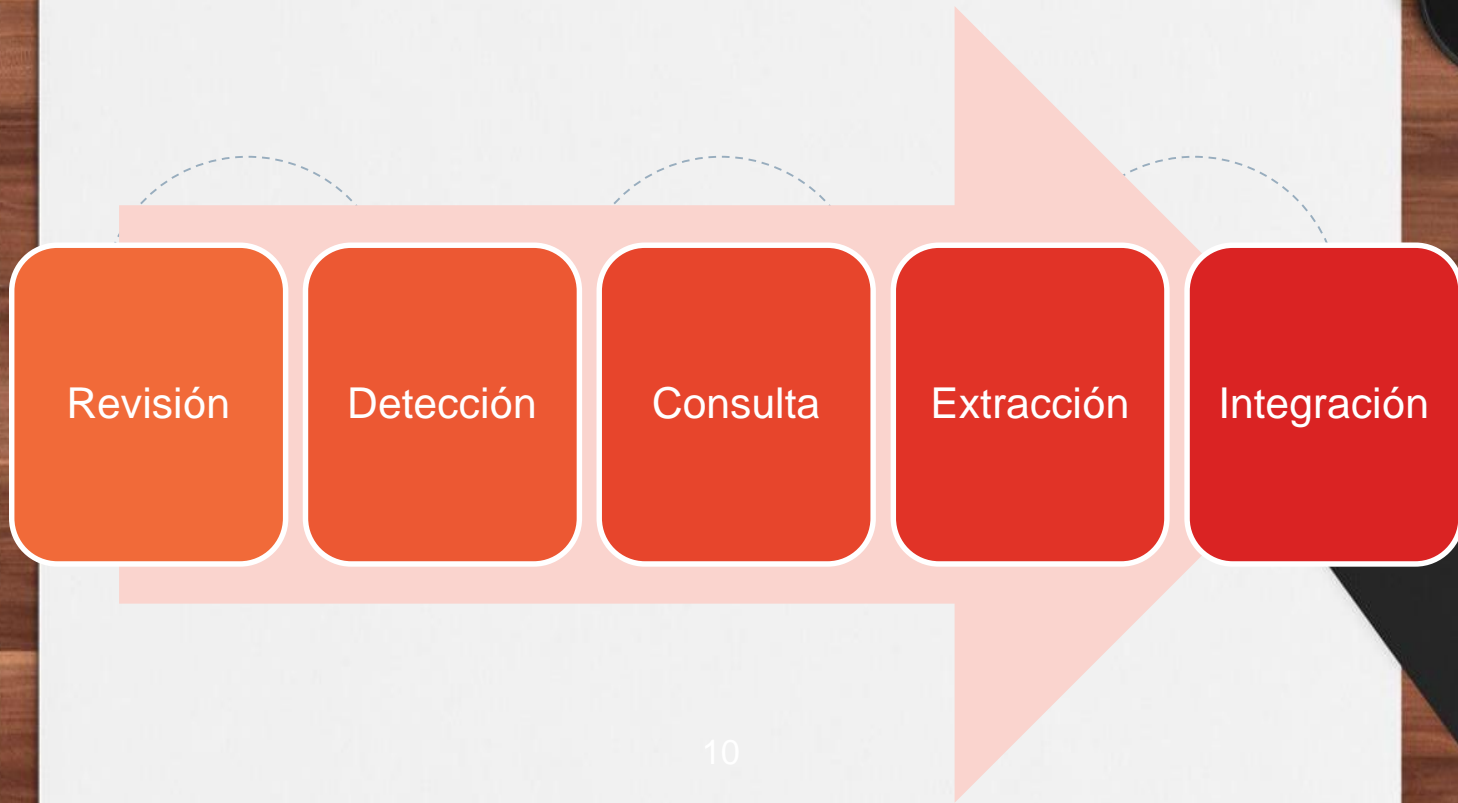 Revisión
Detección
Consulta
Extracción
Integración
10